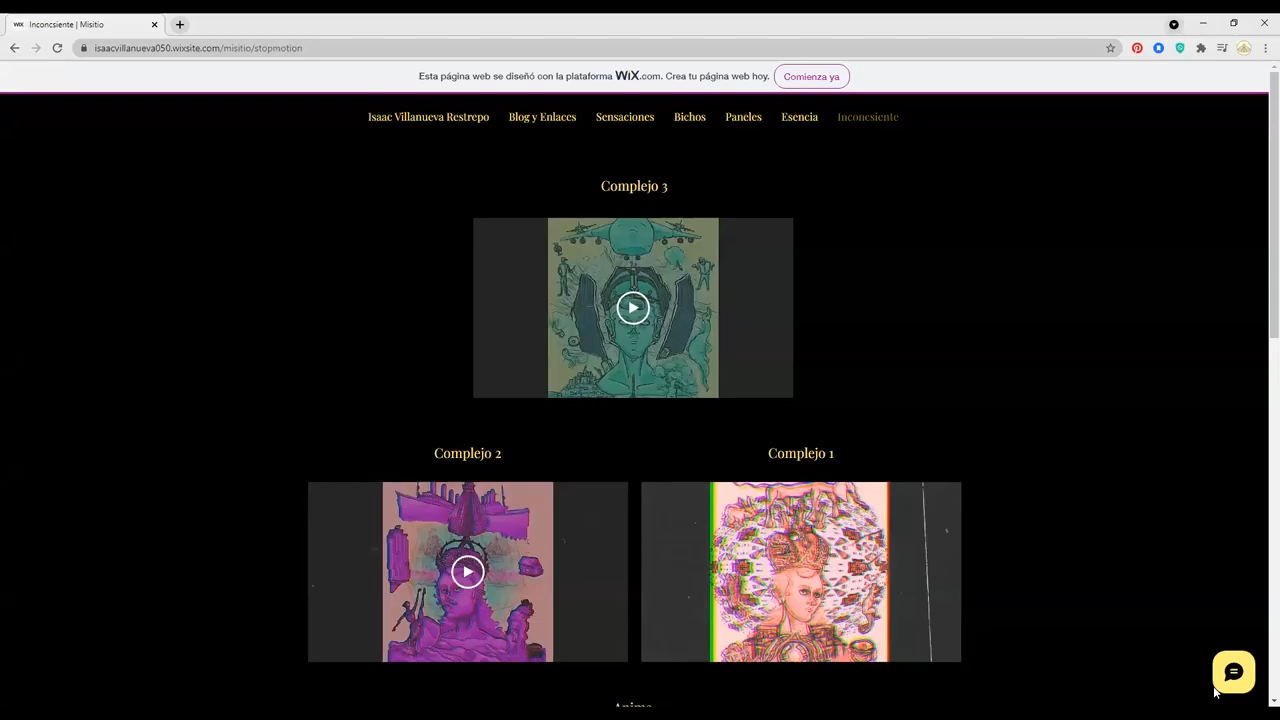 WiX Inconcsiente | Misitio
isaacvillanueva050.wixsite.com/misitio/stopmotion
Esta página web se diseñó con la plataforma WiX.com. Crea tu página web hoy. Comienza ya
Isaac Villanueva Restrepo Blog y Enlaces Sensaciones Bichos Paneles Esencia Inconcsiente
Complejo 3
Complejo 2 Complejo 1